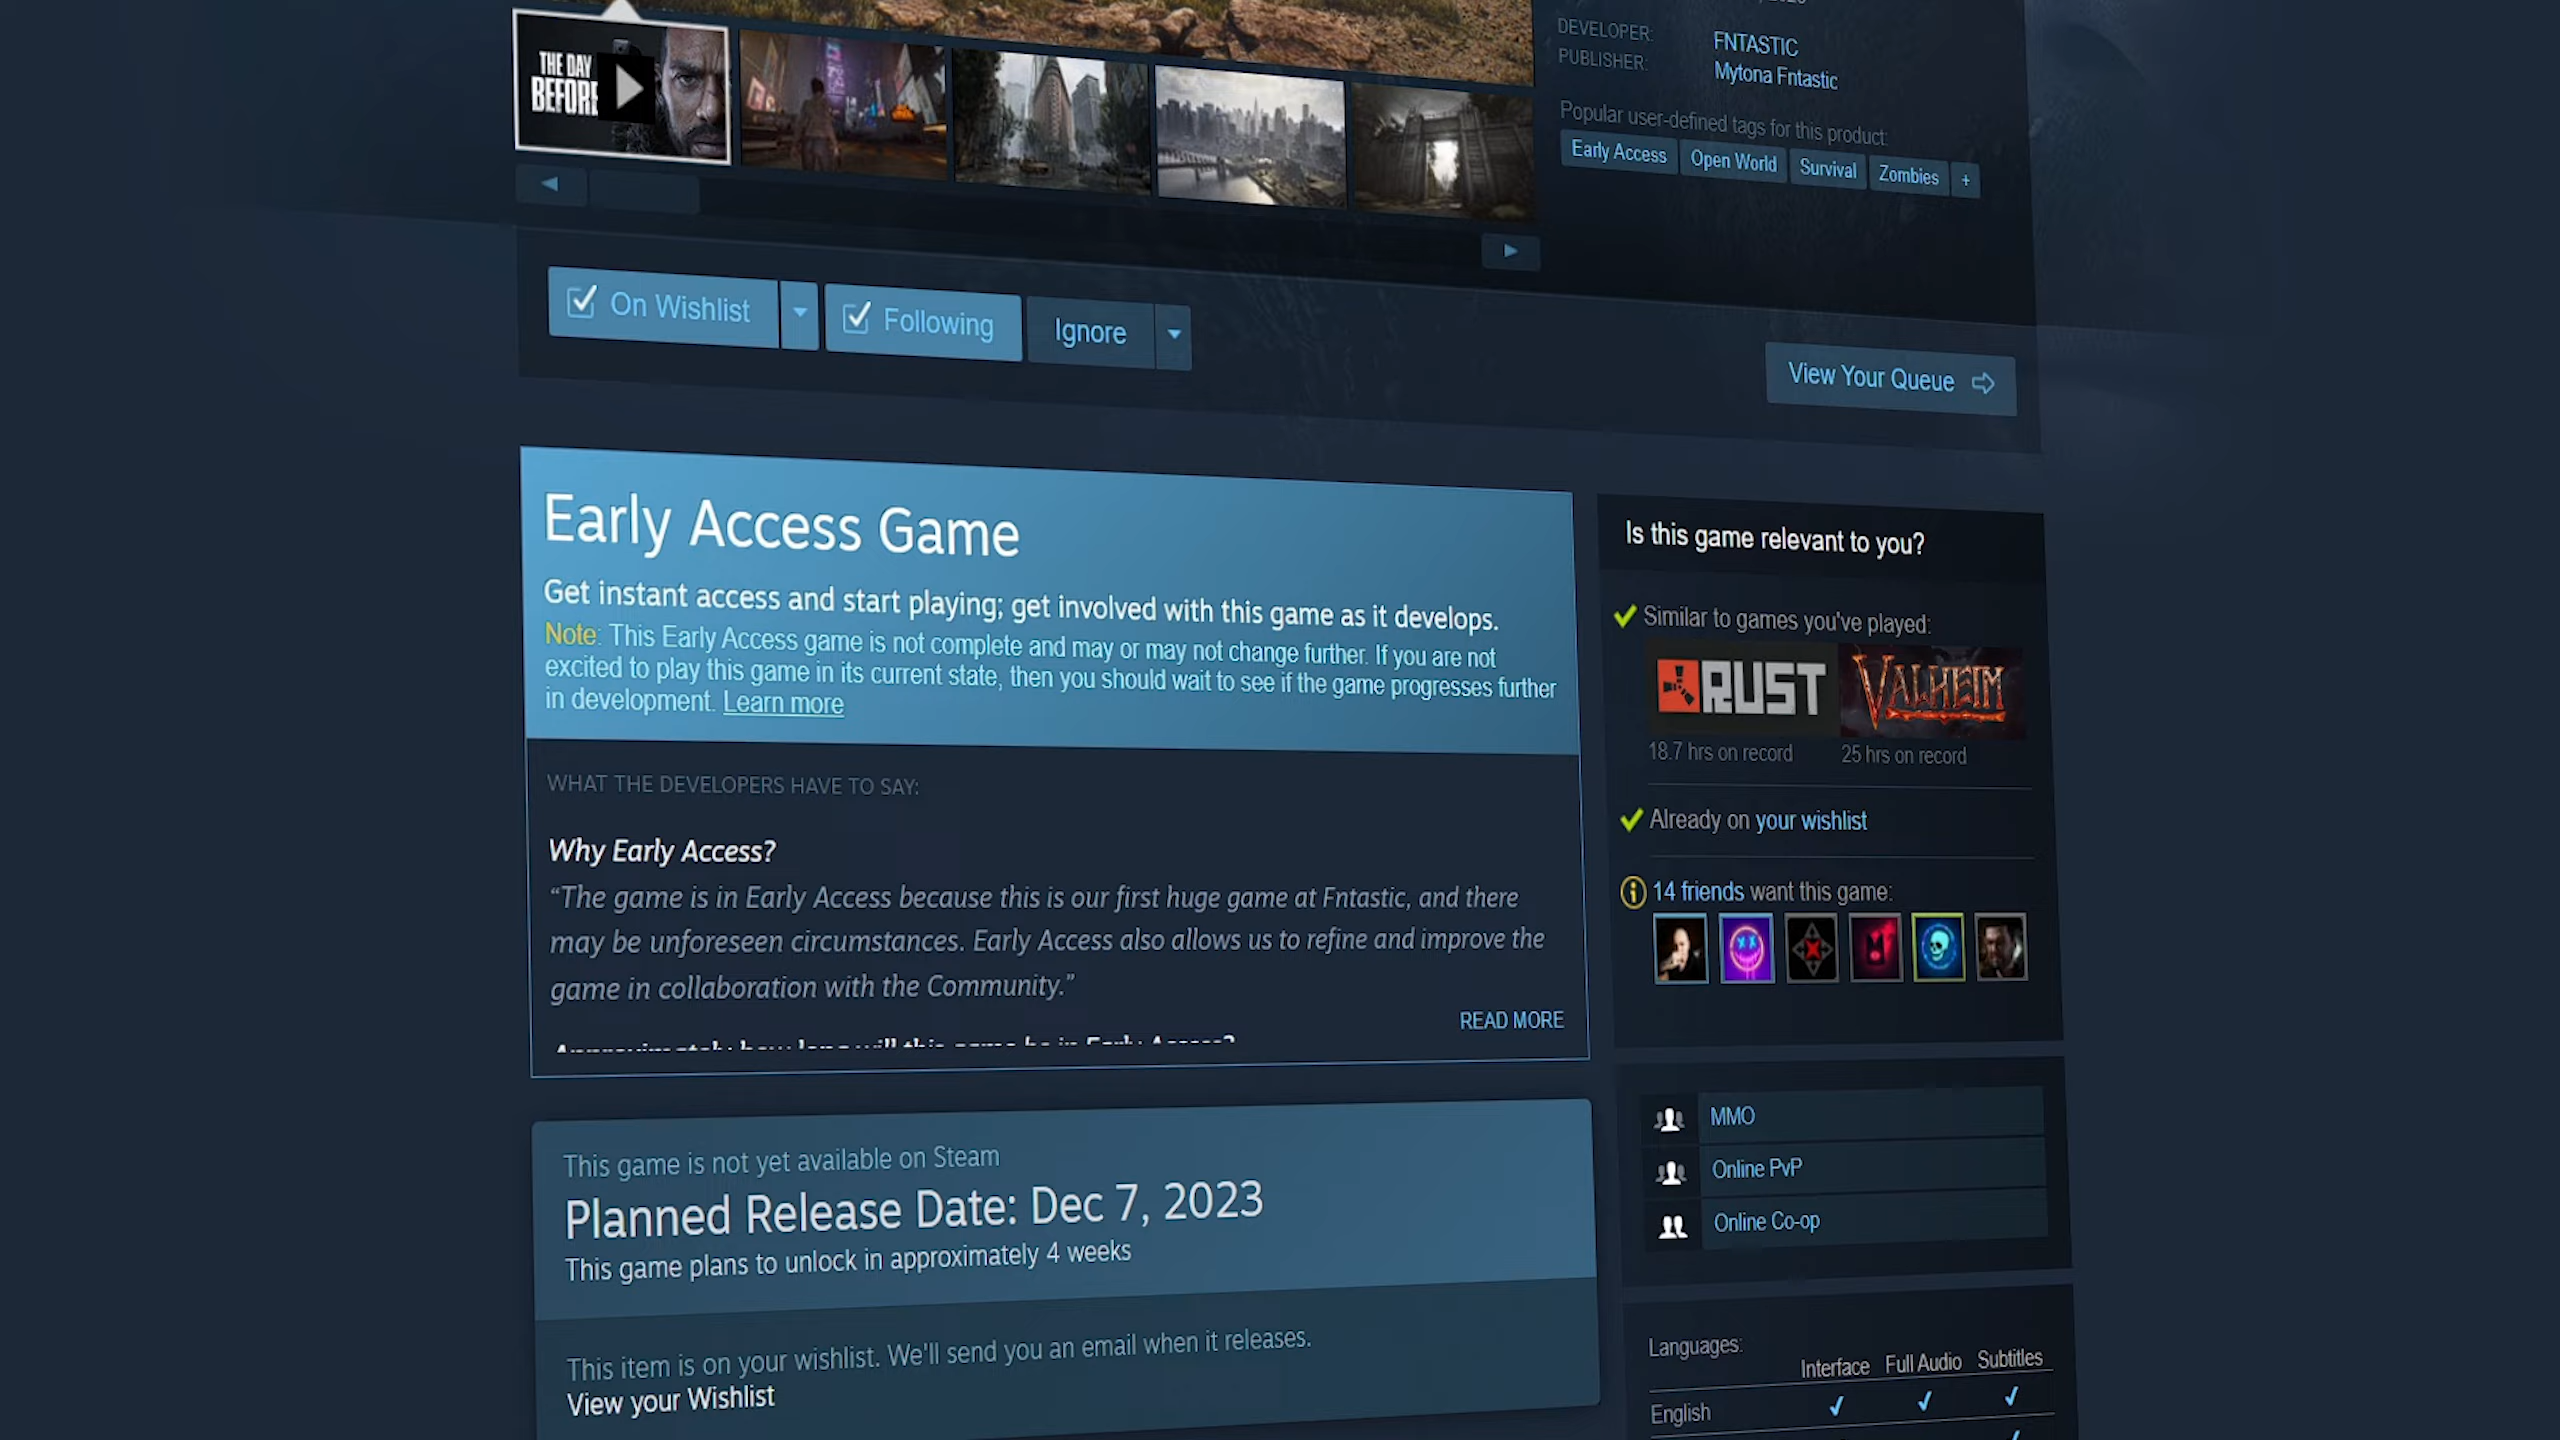 THE DAY
BEFORE
DEVELOPER: FNTASTIC
PUBLISHER: Mytona Fntastic
Popular user-defined tags for this product:
Early Access Open World Survival Zombies +
On Wishlist Following Ignore
View Your Queue
Early Access Game
Get instant access and start playing; get involved with this game as it develops.
Note: This Early Access game is not complete and may or may not change further. If you are not
excited to play this game in its current state, then you should wait to see if the game progresses further
in development. Learn more
WHAT THE DEVELOPERS HAVE TO SAY:
Why Early Access?
“The game is in Early Access because this is our first huge game at Fntastic, and there
may be unforeseen circumstances. Early Access also allows us to refine and improve the
game in collaboration with the Community.”
READ MORE
Approximately how long will this game be in Early Access?
This game is not yet available on Steam
Planned Release Date: Dec 7, 2023
This game plans to unlock in approximately 4 weeks
This item is on your wishlist. We'll send you an email when it releases.
View your Wishlist
Is this game relevant to you?
Similar to games you've played:
RUST VALHEIM
18.7 hrs on record 25 hrs on record
Already on your wishlist
14 friends want this game:
MMO
Online PvP
Online Co-op
Languages:
Interface Full Audio Subtitles
English